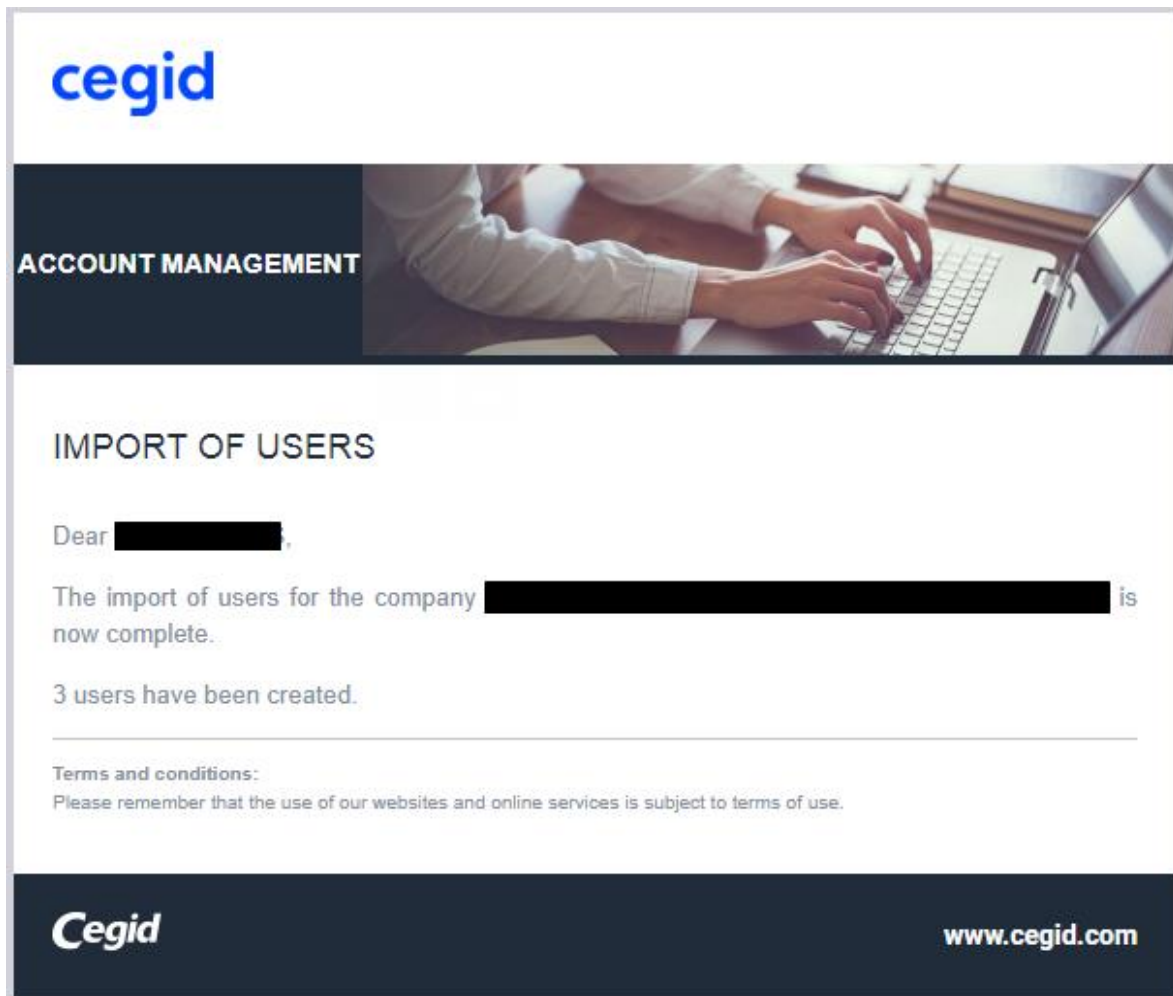 cegid
ACCOUNT MANAGEMENT
IMPORT OF USERS
Dear ,
The import of users for the company is
now complete.
3 users have been created.
Terms and conditions:
Please remember that the use of our websites and online services is subject to terms of use.
Cegid
www.cegid.com